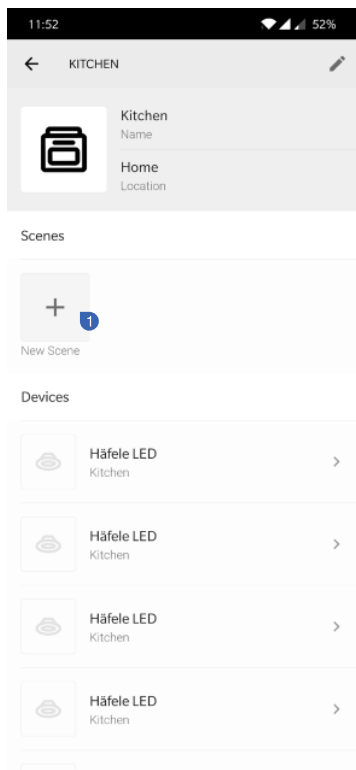 11:52 52%
KITCHEN
Kitchen
Name
Home
Location
Scenes
1
New Scene
Devices
Häfele LED
Kitchen
Häfele LED
Kitchen
Häfele LED
Kitchen
Häfele LED
Kitchen